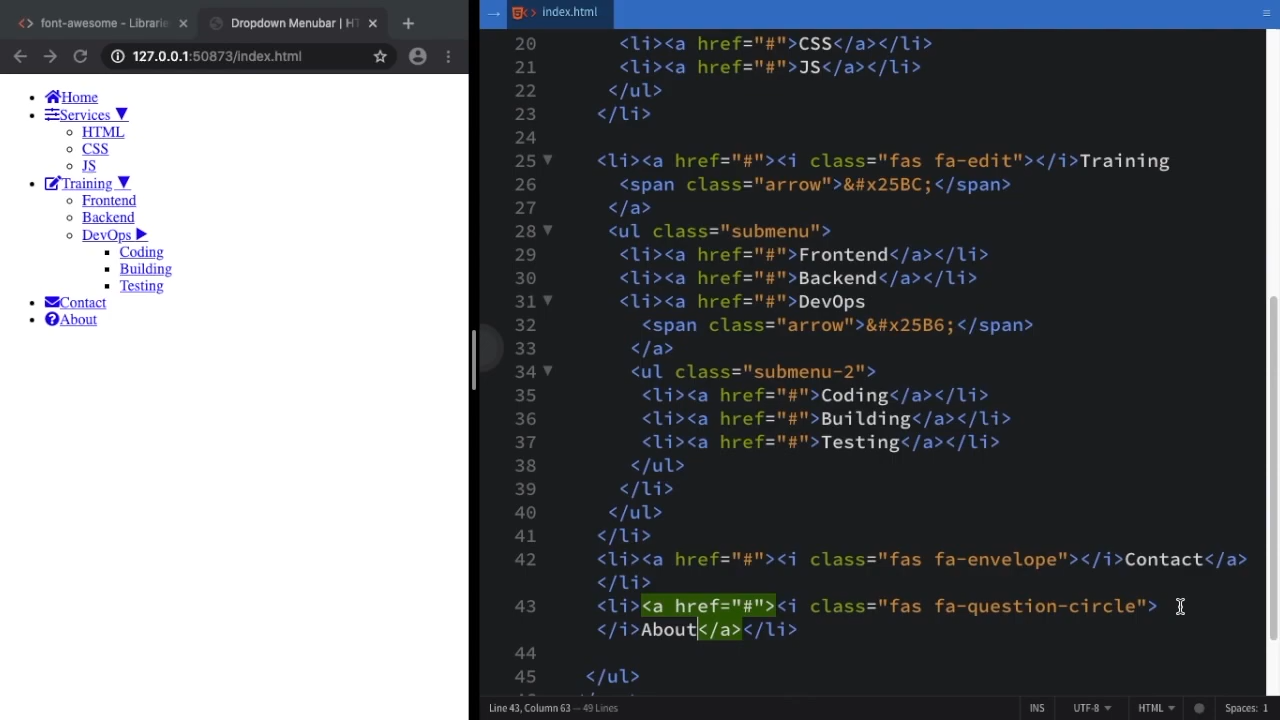 font-awesome - Librarie
Dropdown Menubar | HT
index.html
127.0.0.1:50873/index.html
Home
Services ▼
HTML
CSS
JS
Training ▼
Frontend
Backend
DevOps ▶
Coding
Building
Testing
Contact
About
20 <li><a href="#">CSS</a></li>
21 <li><a href="#">JS</a></li>
22 </ul>
23 </li>
24
25 <li><a href="#"><i class="fas fa-edit"></i>Training
26 <span class="arrow">&#x25BC;</span>
27 </a>
28 <ul class="submenu">
29 <li><a href="#">Frontend</a></li>
30 <li><a href="#">Backend</a></li>
31 <li><a href="#">DevOps
32 <span class="arrow">&#x25B6;</span>
33 </a>
34 <ul class="submenu-2">
35 <li><a href="#">Coding</a></li>
36 <li><a href="#">Building</a></li>
37 <li><a href="#">Testing</a></li>
38 </ul>
39 </li>
40 </ul>
41 </li>
42 <li><a href="#"><i class="fas fa-envelope"></i>Contact</a>
</li>
43 <li><a href="#"><i class="fas fa-question-circle">
</i>About</a></li>
44
45 </ul>
Line 43, Column 63 — 49 Lines
INS
UTF-8
HTML
Spaces: 1